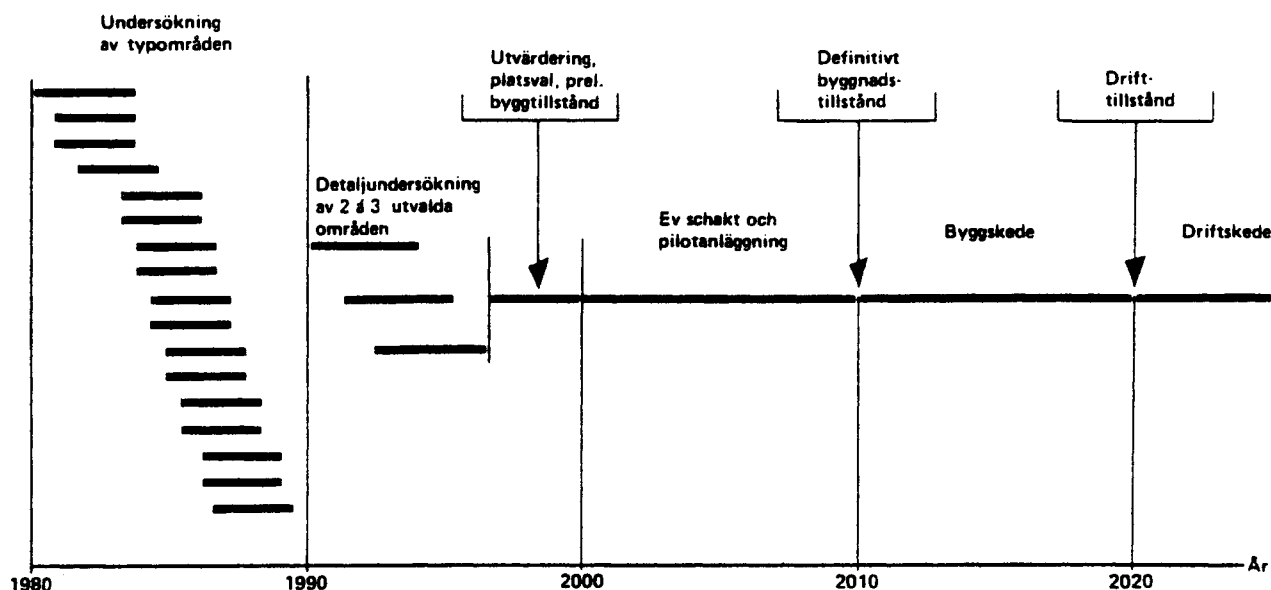 Undersökning
av typområden
Utvärdering,
platsval, prel.
byggtillstånd
Definitivt
byggnads-
tillstånd
Drift-
tillstånd
Detaljundersökning
av 2 á 3 utvalda
områden
Ev schakt och
pilotanläggning
Byggskede
Driftskede
År
1980
1990
2000
2010
2020